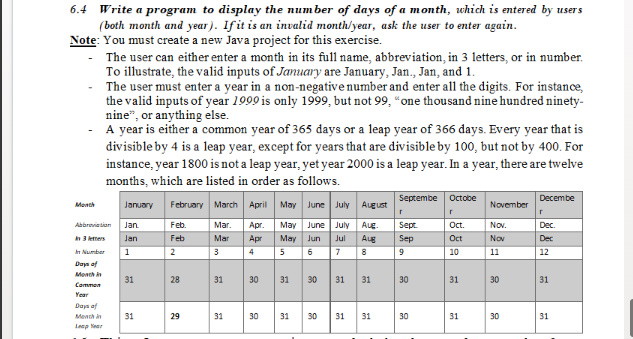 6.4 Write a program to display the number of days of a month, which is entered by users
(both month and year). If it is an invalid month/year, ask the user to enter again.
Note: You must create a new Java project for this exercise.
- The user can either enter a month in its full name, abbreviation, in 3 letters, or in number.
To illustrate, the valid inputs of January are January, Jan., Jan, and 1.
- The user must enter a year in a non-negative number and enter all the digits. For instance,
the valid inputs of year 1999 is only 1999, but not 99, “one thousand nine hundred ninety-
nine”, or anything else.
- A year is either a common year of 365 days or a leap year of 366 days. Every year that is
divisible by 4 is a leap year, except for years that are divisible by 100, but not by 400. For
instance, year 1800 is not a leap year, yet year 2000 is a leap year. In a year, there are twelve
months, which are listed in order as follows.
Month January February March April May June July August Septembe
r Octobe
r November Decembe
r
Abbreviation Jan. Feb. Mar. Apr. May June July Aug. Sept. Oct. Nov. Dec.
In 3 letters Jan Feb Mar Apr May Jun Jul Aug Sep Oct Nov Dec
In Number 1 2 3 4 5 6 7 8 9 10 11 12
Days of
Month in
Common
Year 31 28 31 30 31 30 31 31 30 31 30 31
Days of
Month in
Leap Year 31 29 31 30 31 30 31 31 30 31 30 31